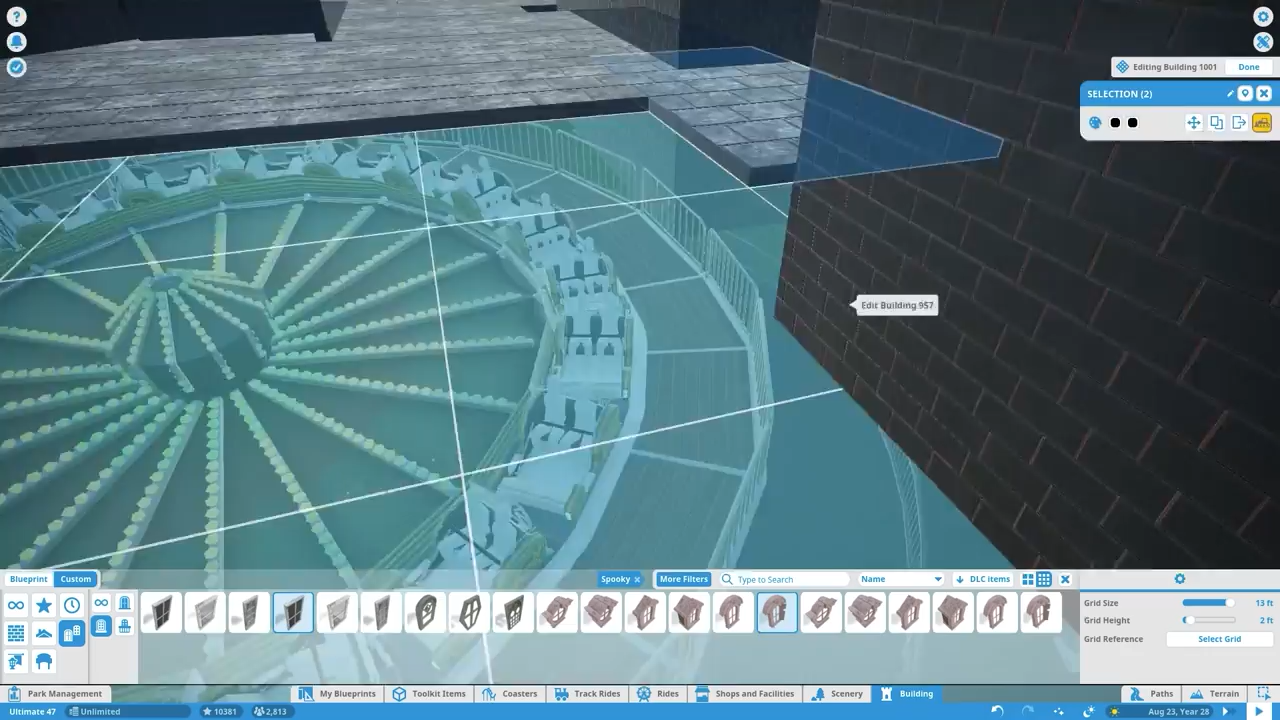 ?
Editing Building 1001 Done
SELECTION (2)
Edit Building 957
Blueprint Custom Spooky x More Filters Type to Search Name DLC items
Grid Size 13 ft
Grid Height 2 ft
Grid Reference Select Grid
Park Management My Blueprints Toolkit Items Coasters Track Rides Rides Shops and Facilities Scenery Building Paths Terrain
Ultimate 47 Unlimited 10381 2,813 Aug 23, Year 28